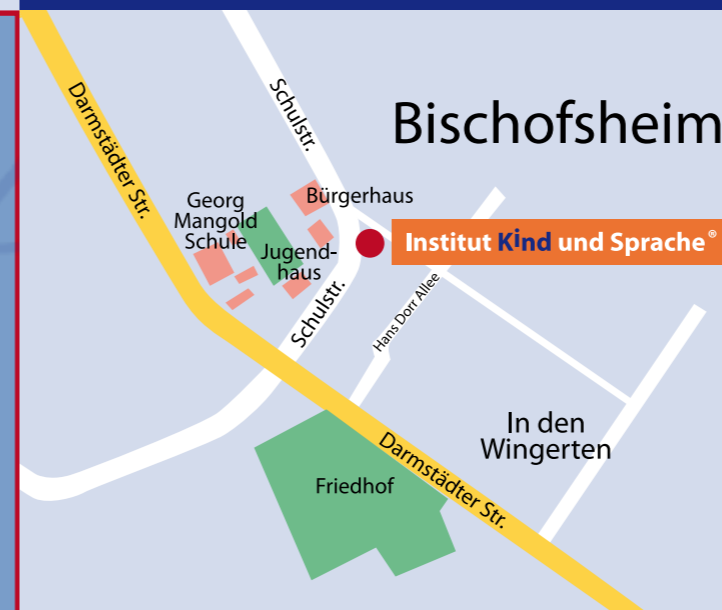 Bischofsheim
Darmstädter Str.
Schulstr.
Georg
Mangold
Schule
Bürgerhaus
Jugend-
haus
Institut Kind und Sprache®
Schulstr.
Hans Dorr Allee
In den
Wingerten
Darmstädter Str.
Friedhof